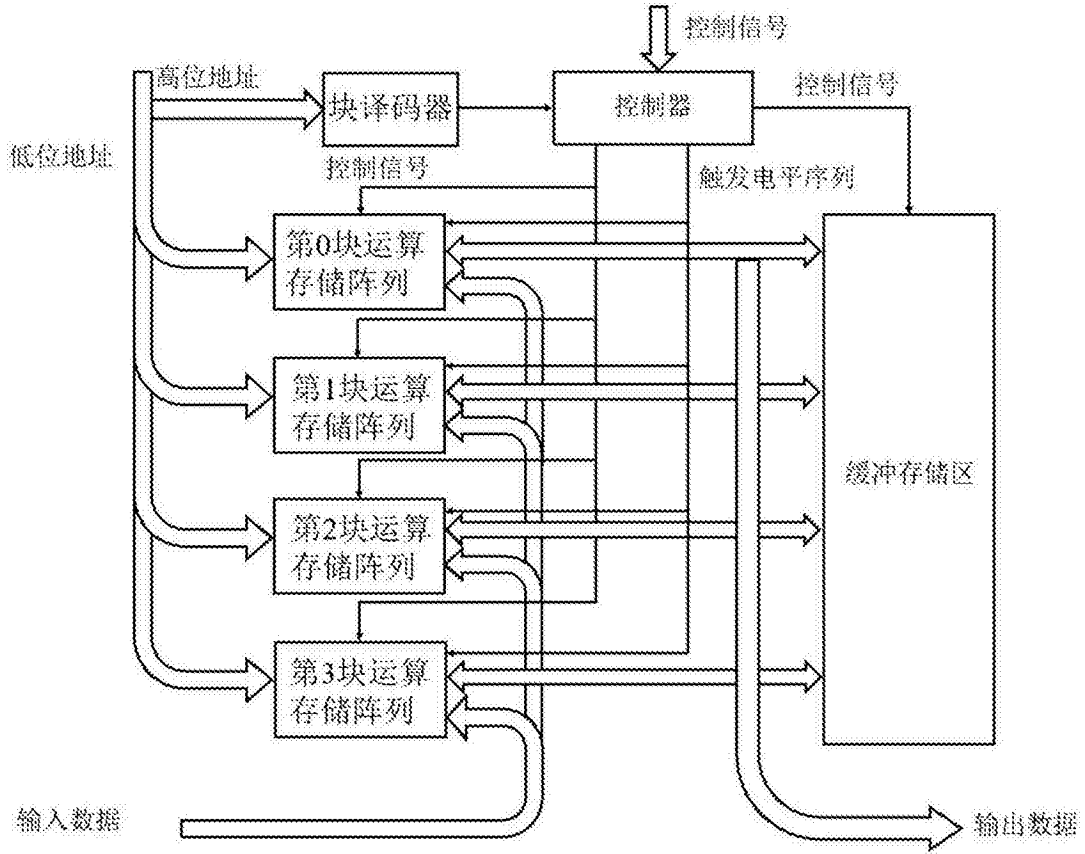 控制信号
高位地址
块译码器
控制器
控制信号
低位地址
控制信号
触发电平序列
第0块运算
存储阵列
第1块运算
存储阵列
缓冲存储区
第2块运算
存储阵列
第3块运算
存储阵列
输入数据
输出数据